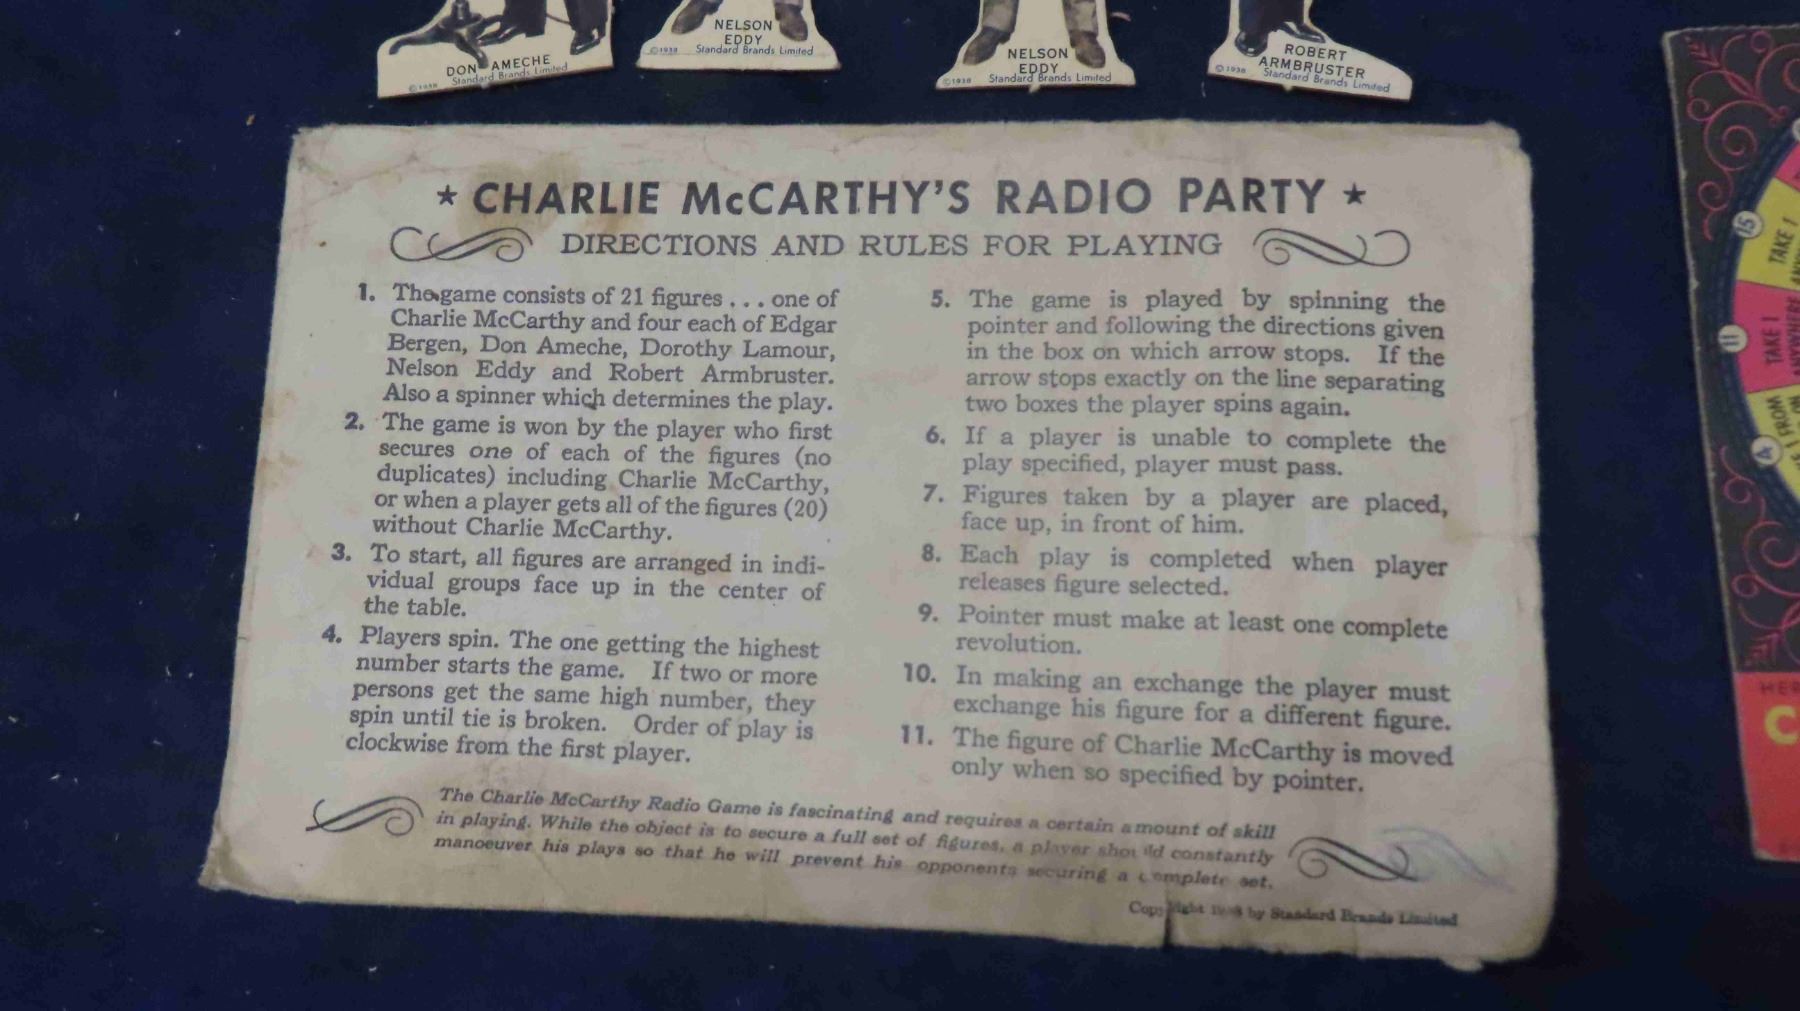 DON AMECHE
©1938 Standard Brands Limited
NELSON
EDDY
©1938 Standard Brands Limited
NELSON
EDDY
©1938 Standard Brands Limited
ROBERT
ARMBRUSTER
©1938 Standard Brands Limited
★ CHARLIE McCARTHY'S RADIO PARTY ★
DIRECTIONS AND RULES FOR PLAYING
1. The game consists of 21 figures . . . one of
Charlie McCarthy and four each of Edgar
Bergen, Don Ameche, Dorothy Lamour,
Nelson Eddy and Robert Armbruster.
Also a spinner which determines the play.
2. The game is won by the player who first
secures one of each of the figures (no
duplicates) including Charlie McCarthy,
or when a player gets all of the figures (20)
without Charlie McCarthy.
3. To start, all figures are arranged in indi-
vidual groups face up in the center of
the table.
4. Players spin. The one getting the highest
number starts the game. If two or more
persons get the same high number, they
spin until tie is broken. Order of play is
clockwise from the first player.
5. The game is played by spinning the
pointer and following the directions given
in the box on which arrow stops. If the
arrow stops exactly on the line separating
two boxes the player spins again.
6. If a player is unable to complete the
play specified, player must pass.
7. Figures taken by a player are placed,
face up, in front of him.
8. Each play is completed when player
releases figure selected.
9. Pointer must make at least one complete
revolution.
10. In making an exchange the player must
exchange his figure for a different figure.
11. The figure of Charlie McCarthy is moved
only when so specified by pointer.
The Charlie McCarthy Radio Game is fascinating and requires a certain amount of skill
in playing. While the object is to secure a full set of figures, a player should constantly
manoeuver his plays so that he will prevent his opponents securing a complete set.
Copyright 1938 by Standard Brands Limited
15
TAKE 1
11
TAKE 1
ANYWHERE
4
1 FROM